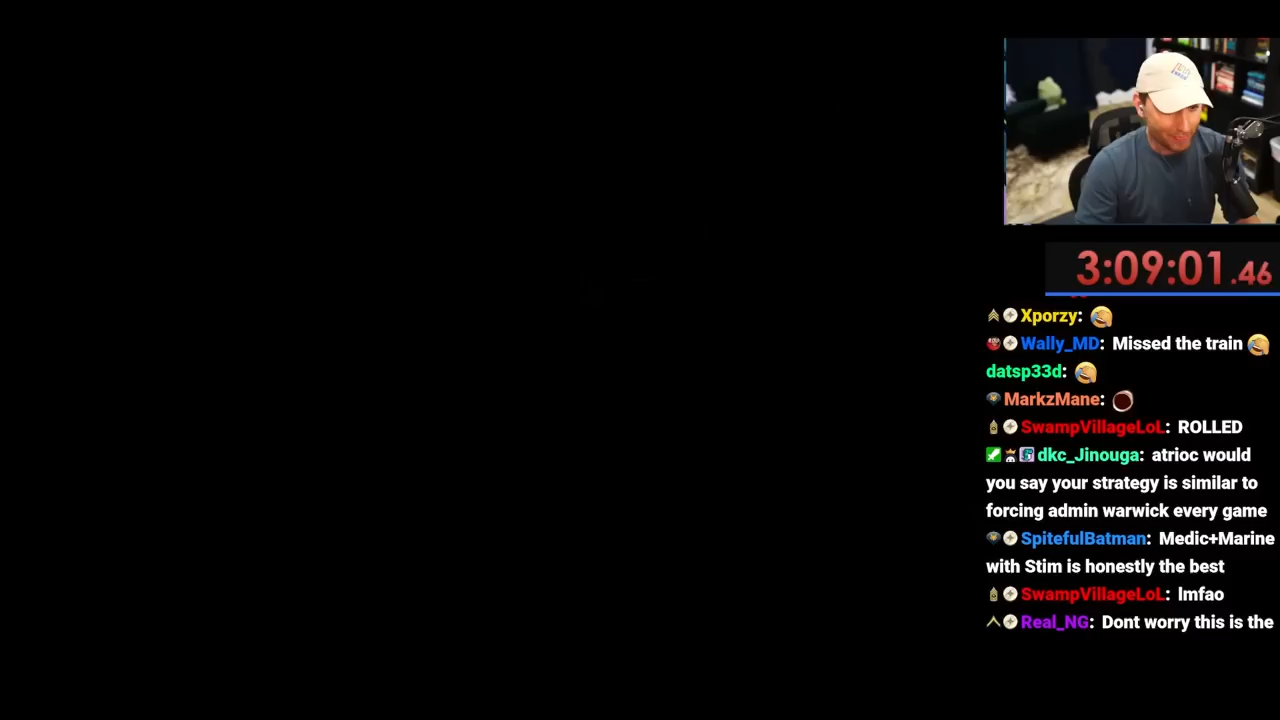 3:09:01.46
Xporzy:
Wally_MD: Missed the train
datsp33d:
MarkzMane:
SwampVillageLoL: ROLLED
dkc_Jinouga: atrioc would
you say your strategy is similar to
forcing admin warwick every game
SpitefulBatman: Medic+Marine
with Stim is honestly the best
SwampVillageLoL: lmfao
Real_NG: Dont worry this is the